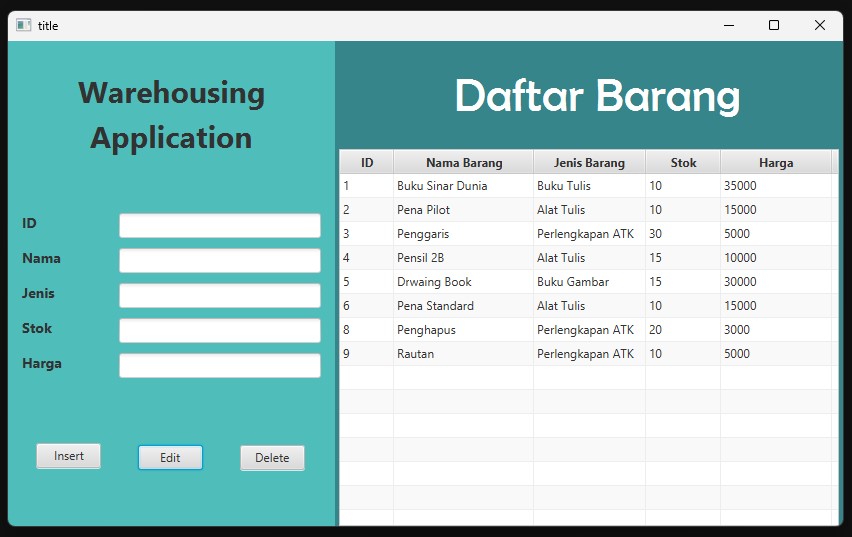 title
Warehousing
Application
ID
Nama
Jenis
Stok
Harga
Insert Edit Delete
Daftar Barang
ID Nama Barang Jenis Barang Stok Harga
1 Buku Sinar Dunia Buku Tulis 10 35000
2 Pena Pilot Alat Tulis 10 15000
3 Penggaris Perlengkapan ATK 30 5000
4 Pensil 2B Alat Tulis 15 10000
5 Drwaing Book Buku Gambar 15 30000
6 Pena Standard Alat Tulis 10 15000
8 Penghapus Perlengkapan ATK 20 3000
9 Rautan Perlengkapan ATK 10 5000